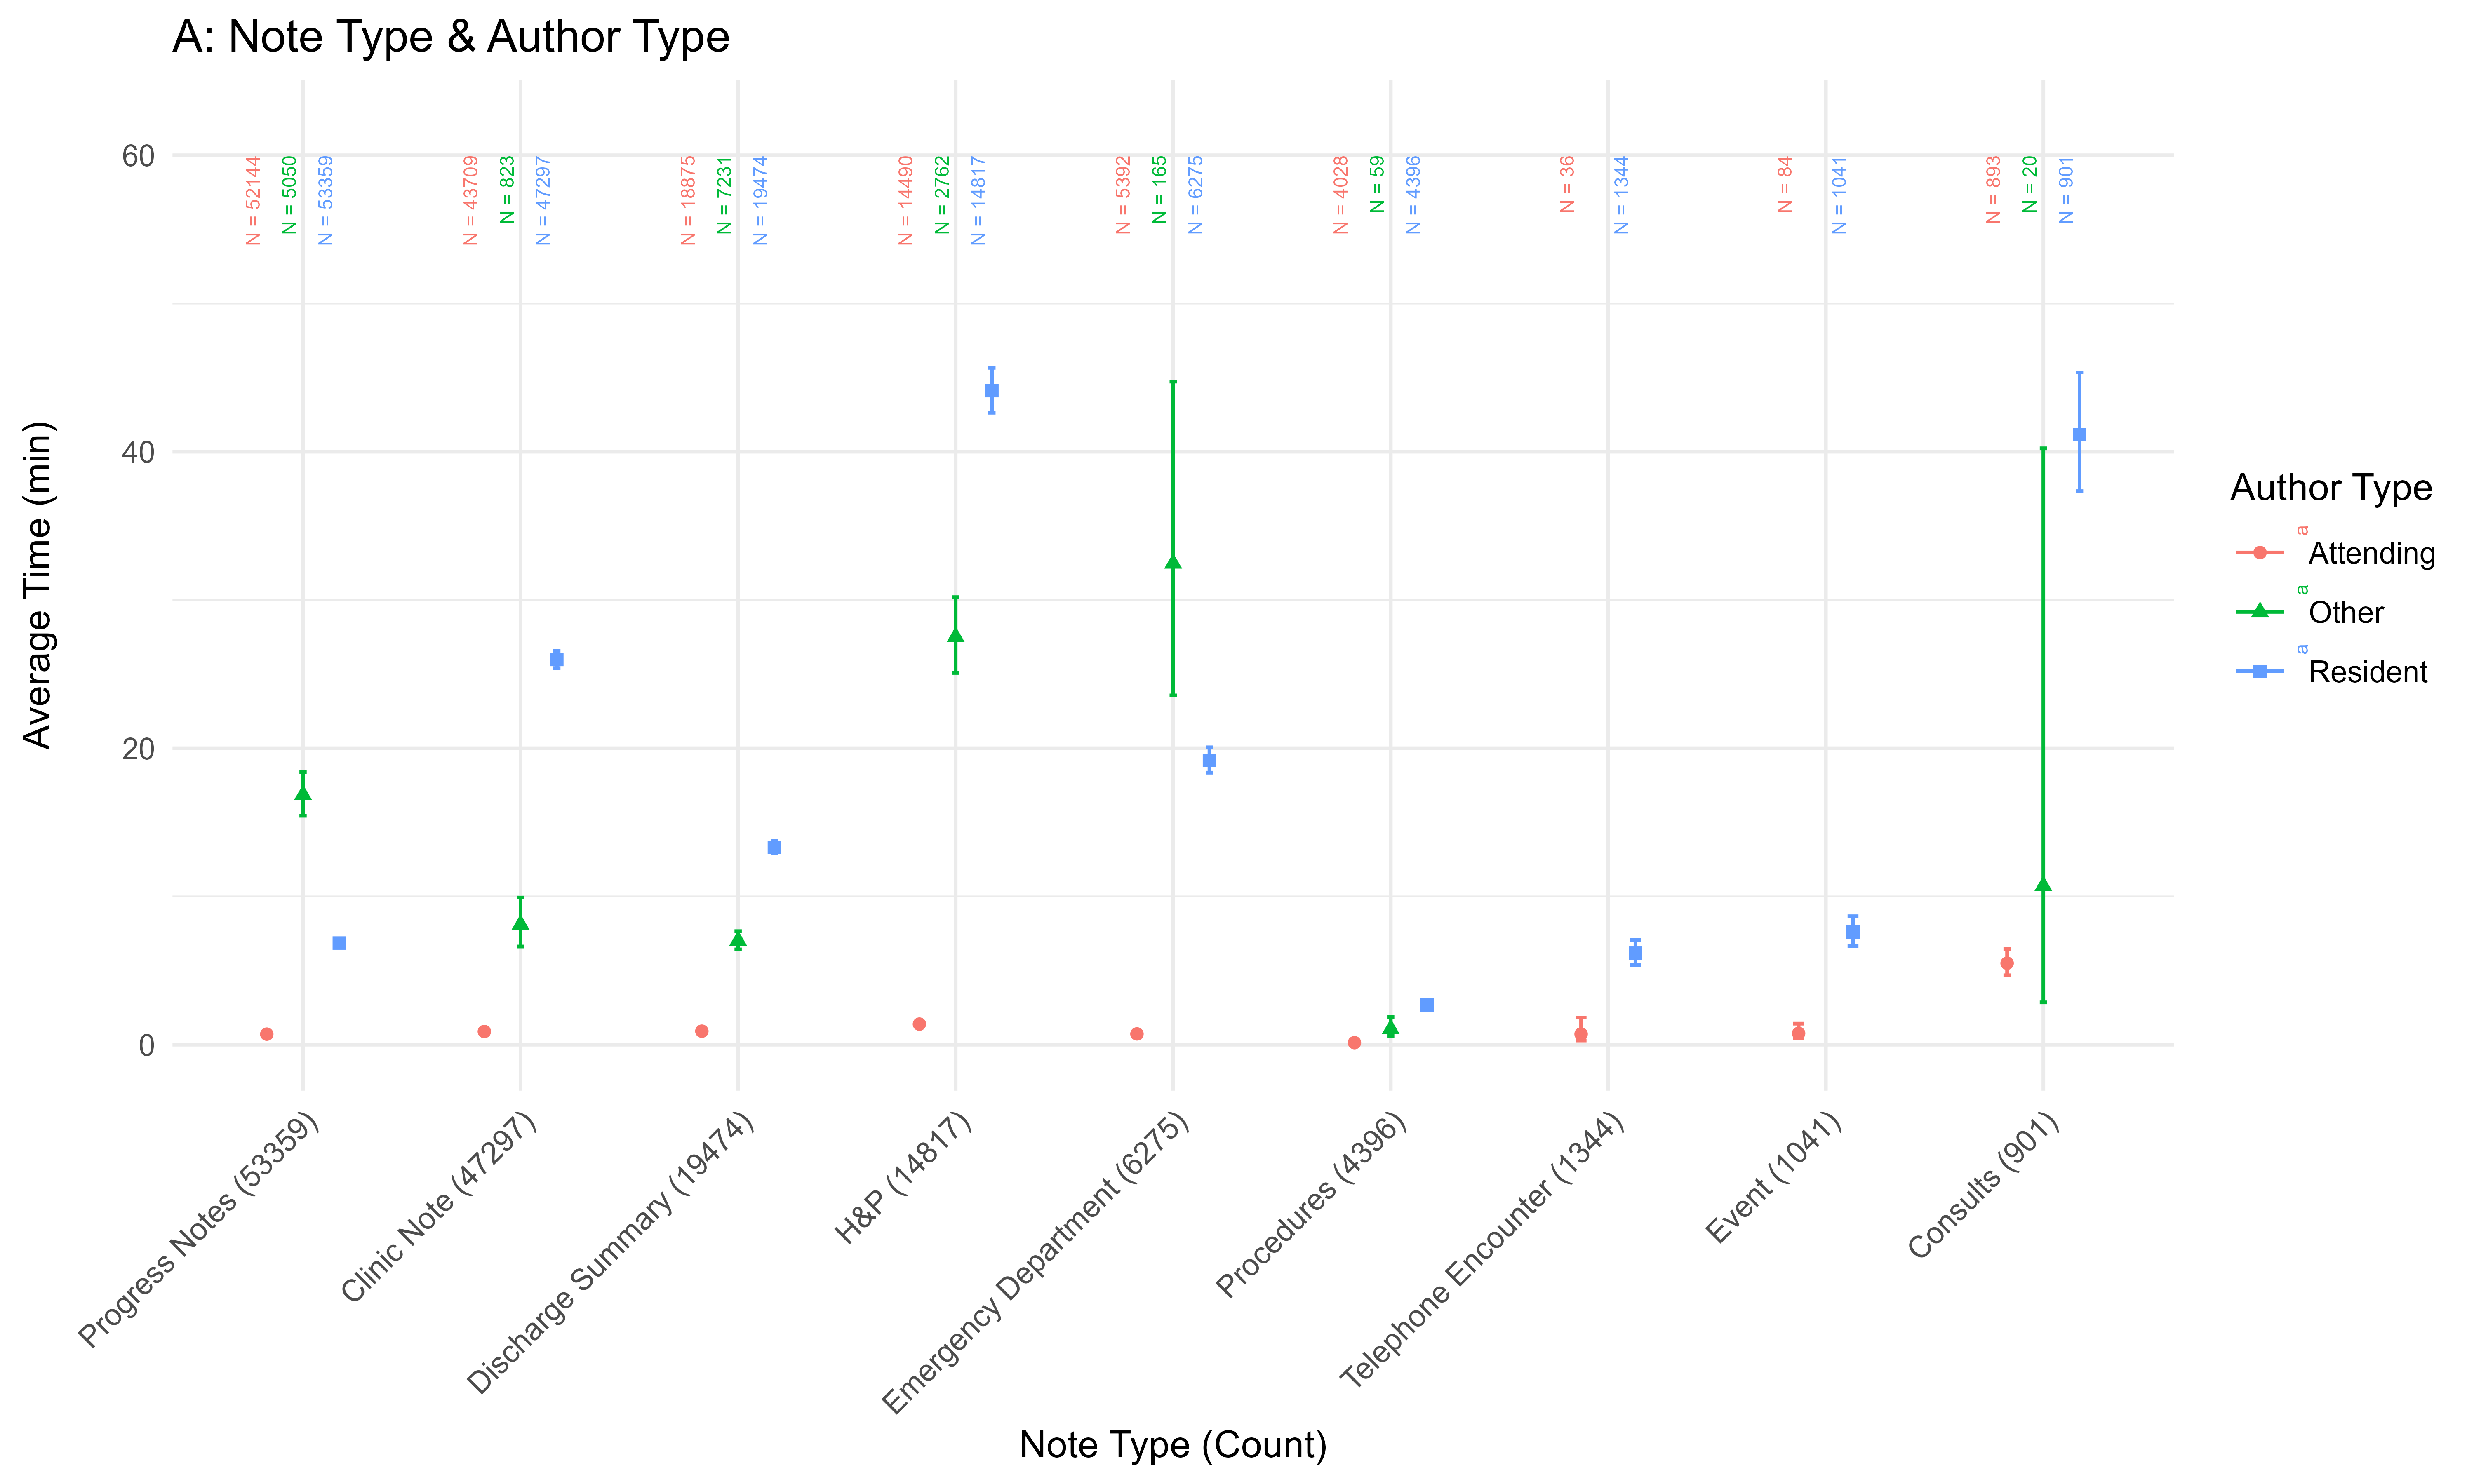 A: Note Type & Author Type
Average Time (min)
60
40
20
0
N = 52144
N = 5050
N = 53359
N = 43709
N = 823
N = 47297
N = 18875
N = 7231
N = 19474
N = 14490
N = 2762
N = 14817
N = 5392
N = 165
N = 6275
N = 4028
N = 59
N = 4396
N = 36
N = 1344
N = 84
N = 1041
N = 893
N = 20
N = 901
Progress Notes (53359)
Clinic Note (47297)
Discharge Summary (19474)
H&P (14817)
Emergency Department (6275)
Procedures (4396)
Telephone Encounter (1344)
Event (1041)
Consults (901)
Note Type (Count)
Author Type
a
Attending
a
Other
a
Resident